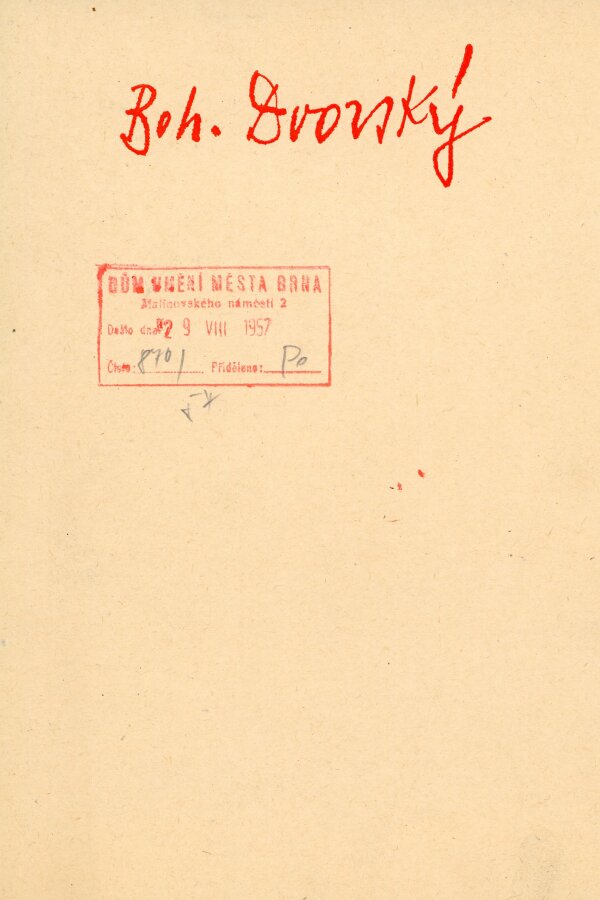 Boh. Dvorský
DŮM UMĚNÍ MĚSTA BRNA
Malinovského náměstí 2
Došlo dne 29 VIII 1957
Číslo: 8701 Přiděleno: Po